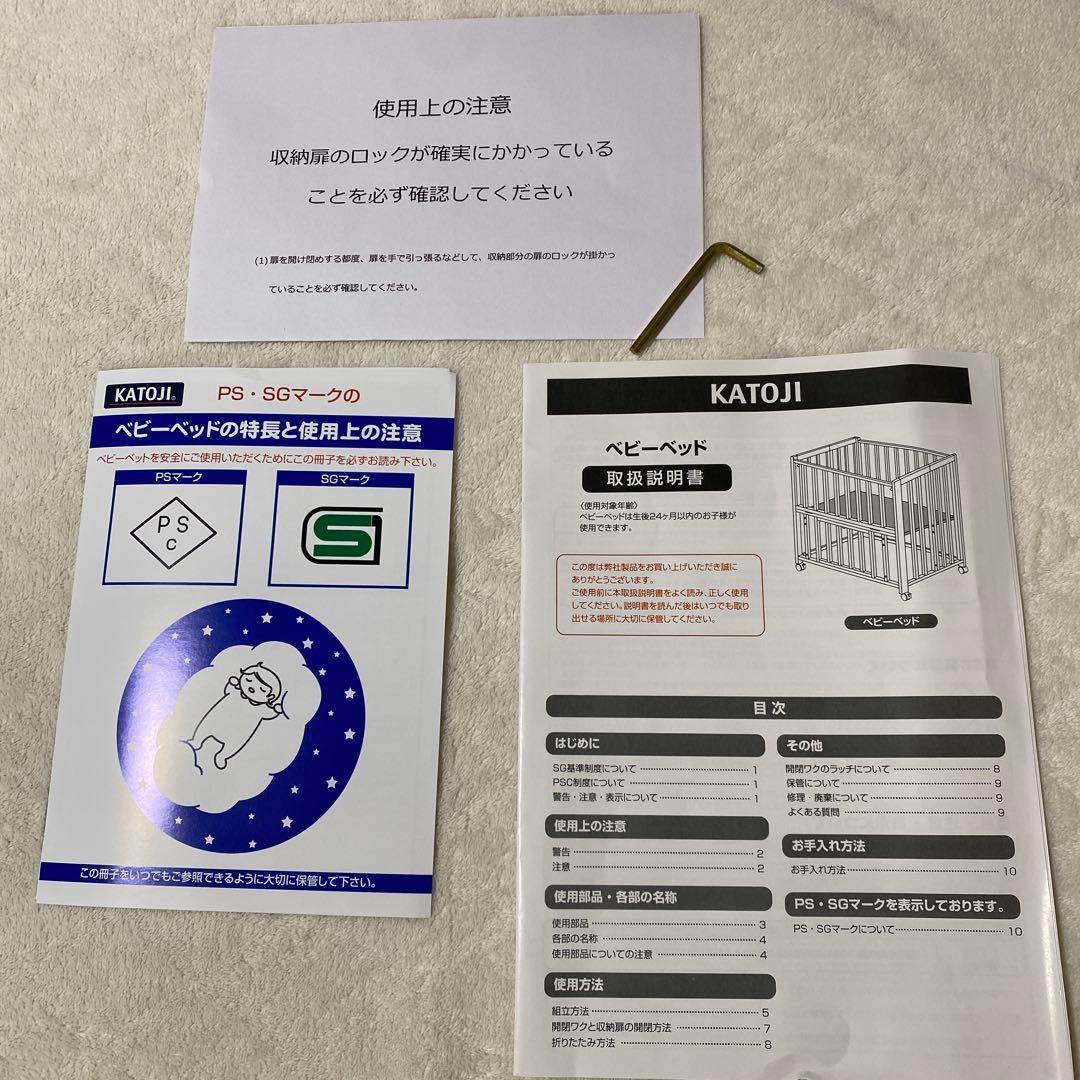 使用上の注意
収納扉のロックが確実にかかっている
ことを必ず確認してください
(1) 扉を開け閉めする都度、扉を手で引っ張るなどして、収納部分の扉のロックが掛かっ
ていることを必ず確認してください。
KATOJI®
PS・SGマークの
ベビーベッドの特長と使用上の注意
ベビーベットを安全にご使用いただくためにこの冊子を必ずお読み下さい。
PSマーク
SGマーク
PS
C
S
この冊子をいつでもご参照できるように大切に保管して下さい。
KATOJI
ベビーベッド
取扱説明書
〈使用対象年齢〉
ベビーベッドは生後24ヶ月以内のお子様が
使用できます。
この度は弊社製品をお買い上げいただき誠に
ありがとうございます。
ご使用前に本取扱説明書をよく読み、正しく使用
してください。説明書を読んだ後はいつでも取り
出せる場所に大切に保管してください。
ベビーベッド
目 次
はじめに
SG基準制度について 1
PSC制度について 1
警告・注意・表示について 1
使用上の注意
警告 2
注意 2
使用部品・各部の名称
使用部品 3
各部の名称 4
使用部品についての注意 4
使用方法
組立方法 5
開閉ワクと収納扉の開閉方法 7
折りたたみ方法 8
その他
開閉ワクのラッチについて 8
保管について 9
修理・廃棄について 9
よくある質問 9
お手入れ方法
お手入れ方法 10
PS・SGマークを表示しております。
PS・SGマークについて 10